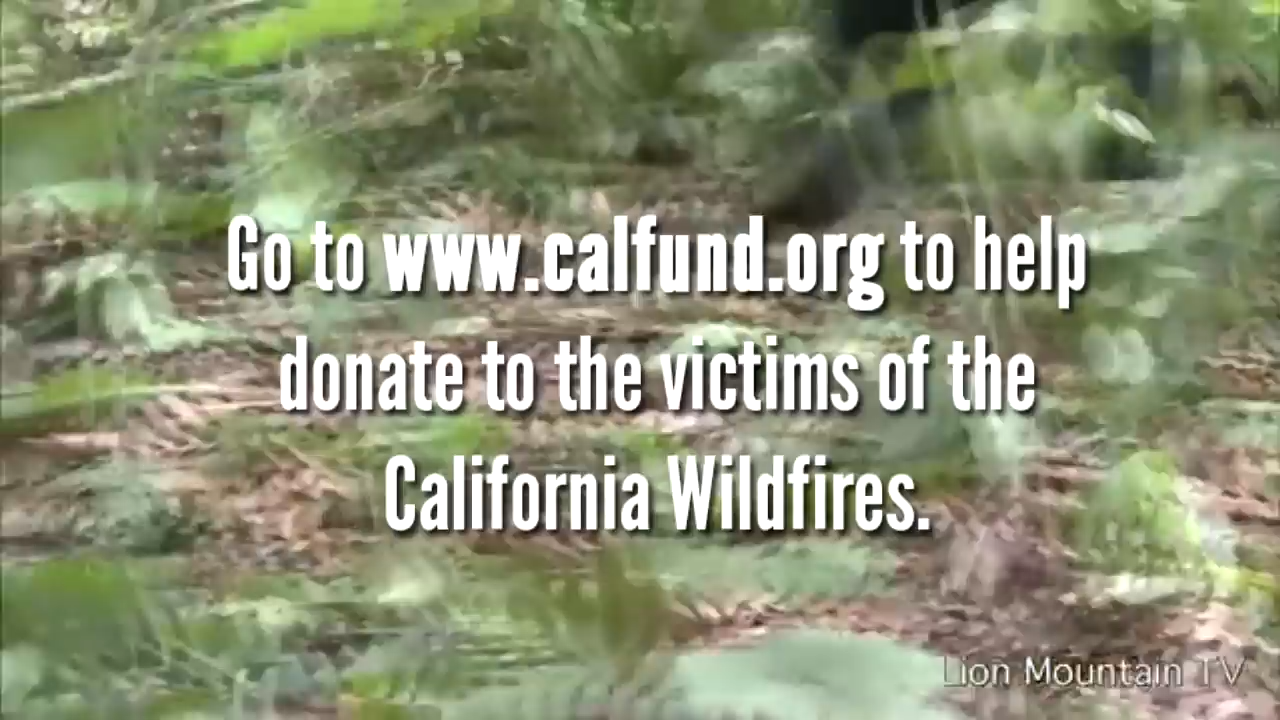 Go to www.calfund.org to help
donate to the victims of the
California Wildfires.
Lion Mountain TV